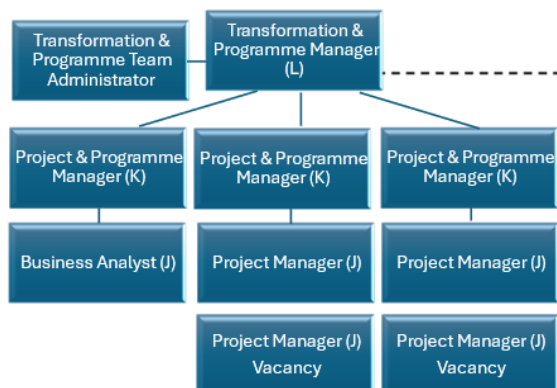 Transformation &
Programme Team
Administrator
Transformation &
Programme Manager
(L)
Project & Programme
Manager (K)
Project & Programme
Manager (K)
Project & Programme
Manager (K)
Business Analyst (J)
Project Manager (J)
Project Manager (J)
Project Manager (J)
Vacancy
Project Manager (J)
Vacancy